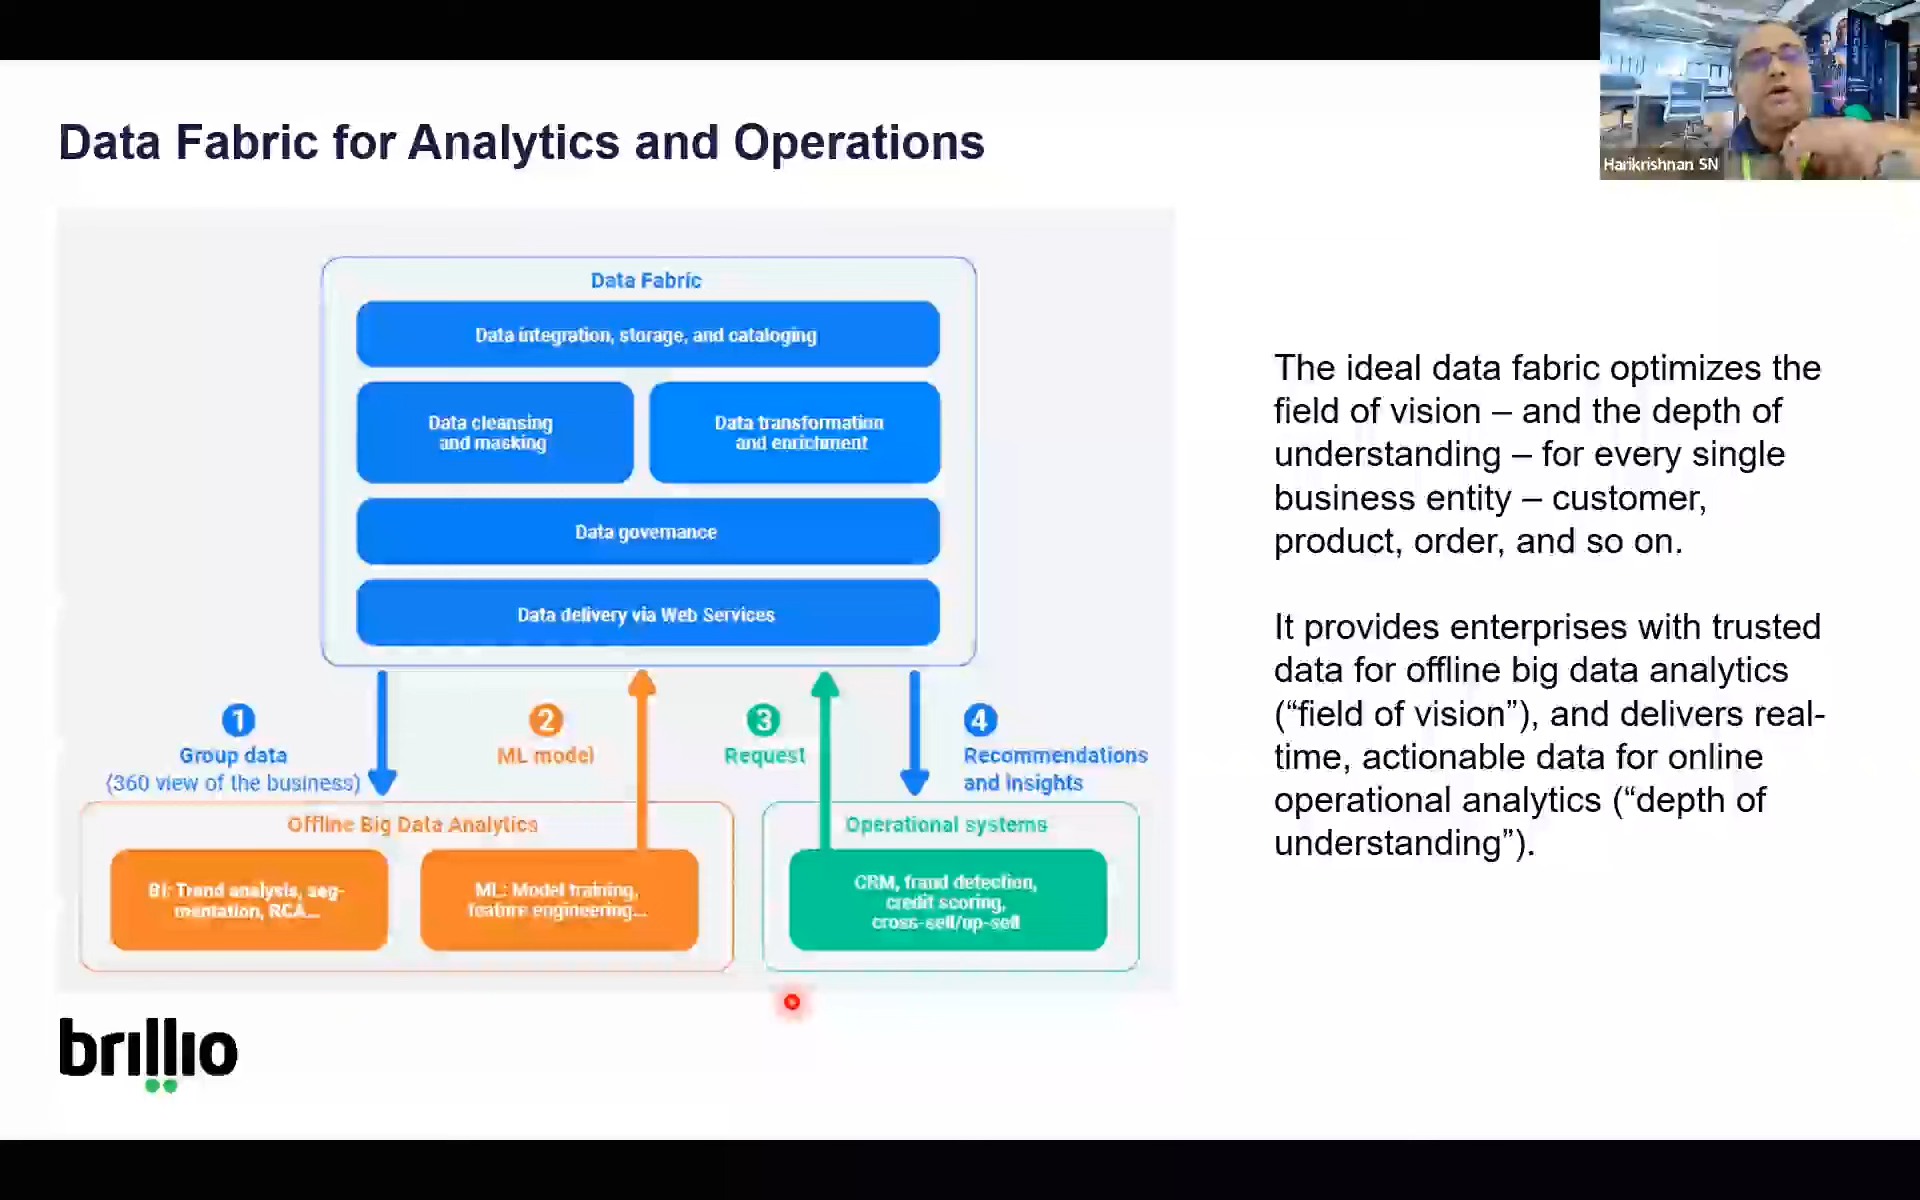 Harikrishnan SN
Data Fabric for Analytics and Operations
Data Fabric
Data integration, storage, and cataloging
Data cleansing
and masking
Data transformation
and enrichment
Data governance
Data delivery via Web Services
1
Group data
(360 view of the business)
2
ML model
3
Request
4
Recommendations
and insights
Offline Big Data Analytics
BI: Trend analysis, seg-
mentation, RCA...
ML: Model training,
feature engineering...
Operational systems
CRM, fraud detection,
credit scoring,
cross-sell/up-sell
The ideal data fabric optimizes the
field of vision – and the depth of
understanding – for every single
business entity – customer,
product, order, and so on.
It provides enterprises with trusted
data for offline big data analytics
(“field of vision”), and delivers real-
time, actionable data for online
operational analytics (“depth of
understanding”).
brillio